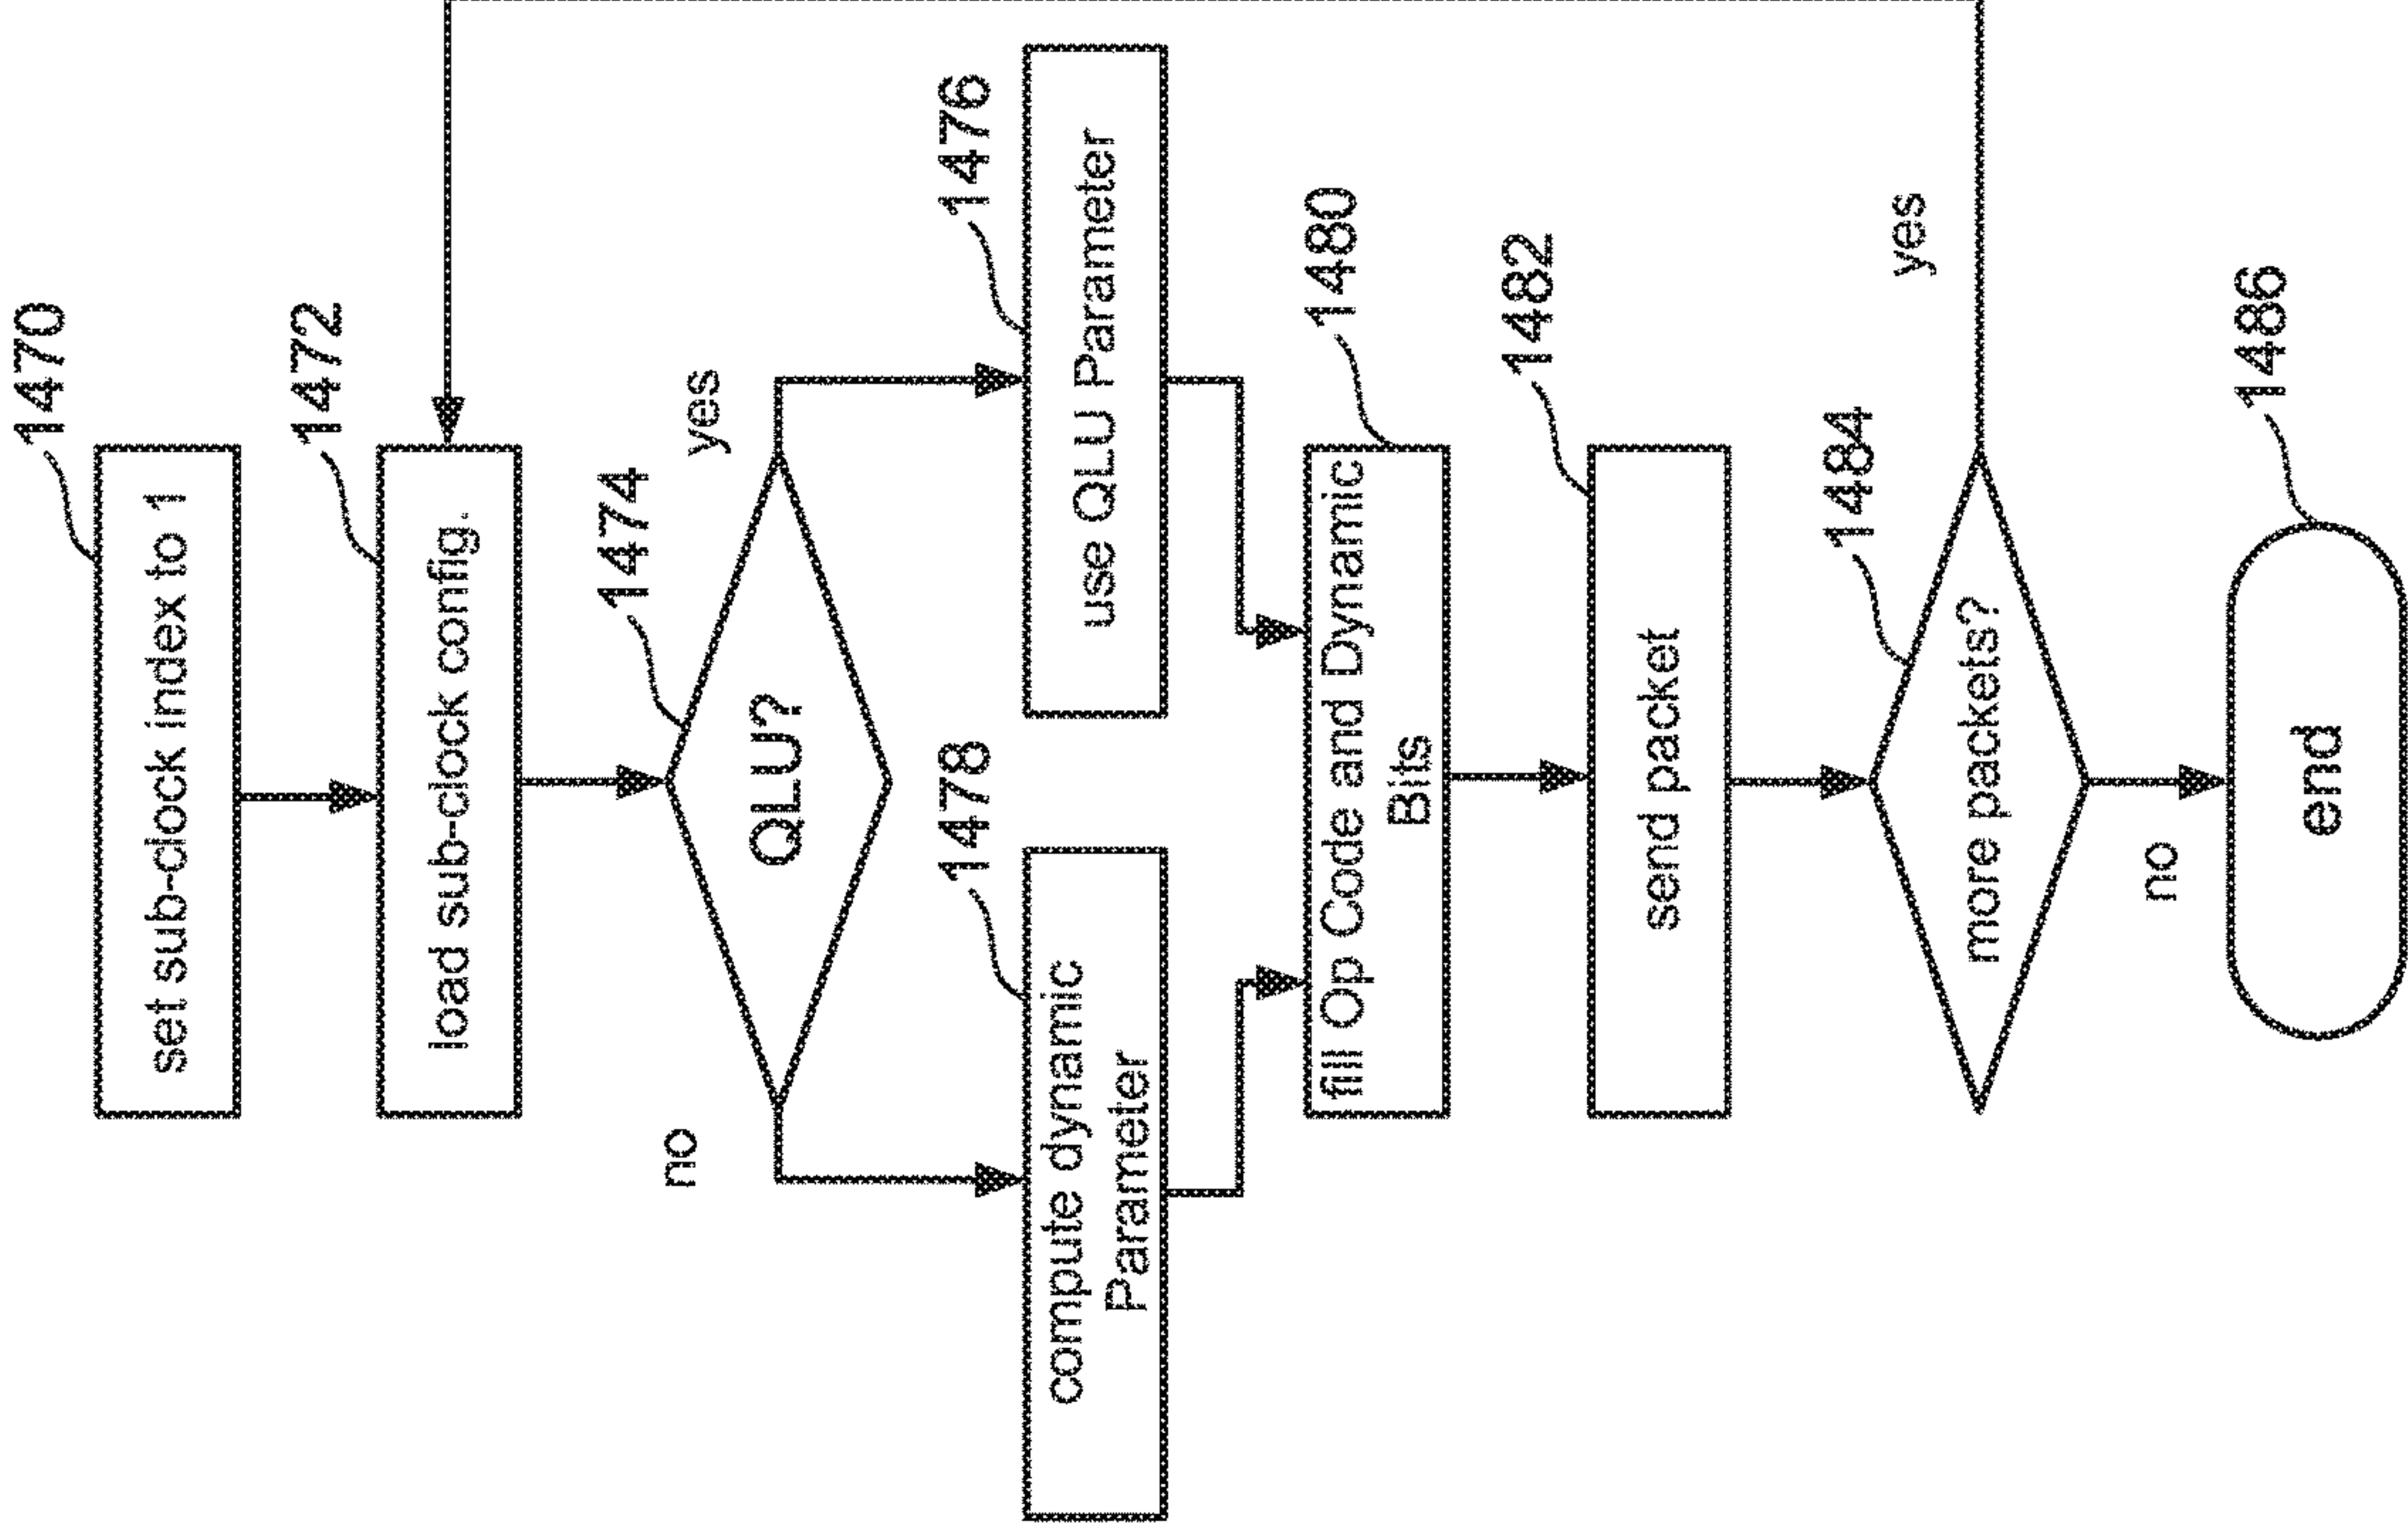 1470
set sub-clock index to 1
1472
load sub-clock config.
1474
QLU?
no
yes
1478
compute dynamic
Parameter
1476
use QLU Parameter
1480
fill Op Code and Dynamic
Bits
1482
send packet
1484
more packets?
yes
no
1486
end